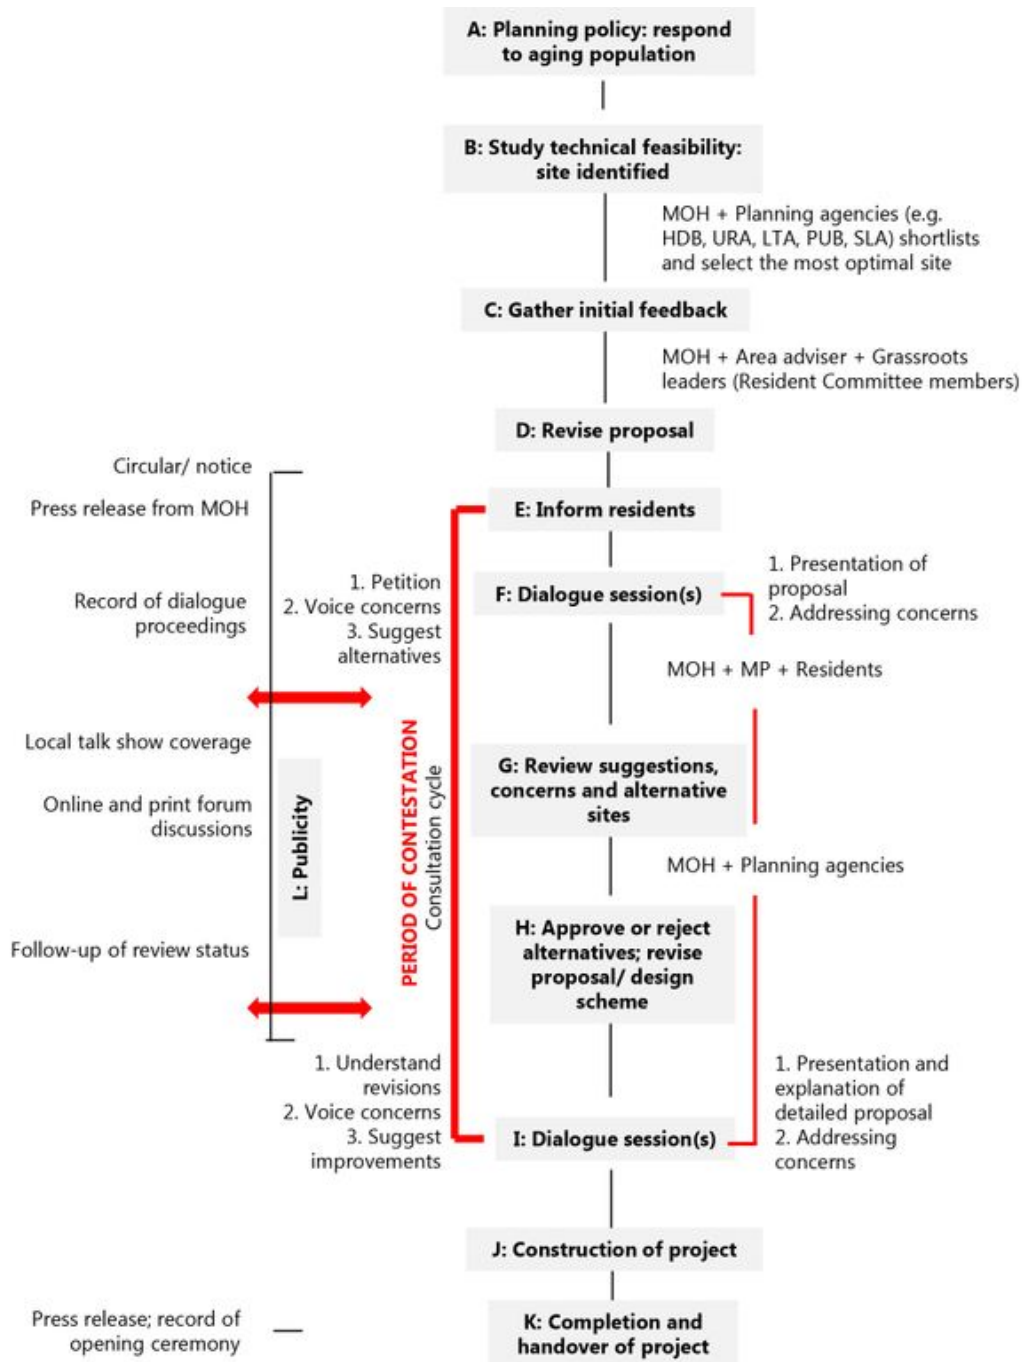 A: Planning policy: respond
to aging population
B: Study technical feasibility:
site identified
MOH + Planning agencies (e.g.
HDB, URA, LTA, PUB, SLA) shortlists
and select the most optimal site
C: Gather initial feedback
MOH + Area adviser + Grassroots
leaders (Resident Committee members)
D: Revise proposal
Circular/ notice
Press release from MOH
E: Inform residents
1. Petition
2. Voice concerns
3. Suggest
alternatives
F: Dialogue session(s)
1. Presentation of
proposal
2. Addressing concerns
Record of dialogue
proceedings
MOH + MP + Residents
Local talk show coverage
Online and print forum
discussions
L: Publicity
PERIOD OF CONTESTATION
Consultation cycle
G: Review suggestions,
concerns and alternative
sites
MOH + Planning agencies
Follow-up of review status
H: Approve or reject
alternatives; revise
proposal/ design
scheme
1. Understand
revisions
2. Voice concerns
3. Suggest
improvements
I: Dialogue session(s)
1. Presentation and
explanation of
detailed proposal
2. Addressing
concerns
J: Construction of project
Press release; record of
opening ceremony
K: Completion and
handover of project